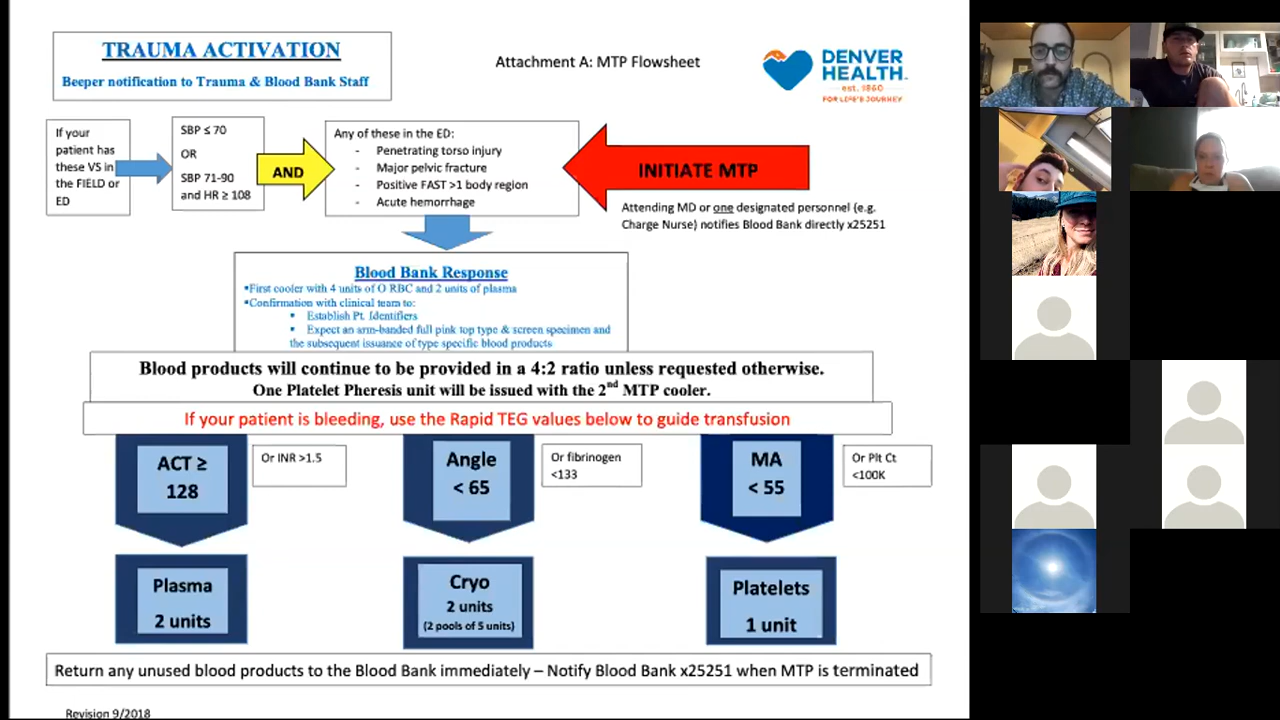 TRAUMA ACTIVATION
Beeper notification to Trauma & Blood Bank Staff
Attachment A: MTP Flowsheet
DENVER
HEALTH
est. 1860
FOR LIFE'S JOURNEY
If your
patient has
these VS in
the FIELD or
ED
SBP ≤ 70
OR
SBP 71-90
and HR ≥ 108
AND
Any of these in the ED:
- Penetrating torso injury
- Major pelvic fracture
- Positive FAST >1 body region
- Acute hemorrhage
INITIATE MTP
Attending MD or one designated personnel (e.g.
Charge Nurse) notifies Blood Bank directly x25251
Blood Bank Response
▪First cooler with 4 units of O RBC and 2 units of plasma
▪Confirmation with clinical team to:
▪ Establish Pt. Identifiers
▪ Expect an arm-banded full pink top type & screen specimen and
the subsequent issuance of type specific blood products
Blood products will continue to be provided in a 4:2 ratio unless requested otherwise.
One Platelet Pheresis unit will be issued with the 2nd MTP cooler.
If your patient is bleeding, use the Rapid TEG values below to guide transfusion
ACT ≥
128
Or INR >1.5
Angle
< 65
Or fibrinogen
<133
MA
< 55
Or Plt Ct
<100K
Plasma
2 units
Cryo
2 units
(2 pools of 5 units)
Platelets
1 unit
Return any unused blood products to the Blood Bank immediately – Notify Blood Bank x25251 when MTP is terminated
Revision 9/2018